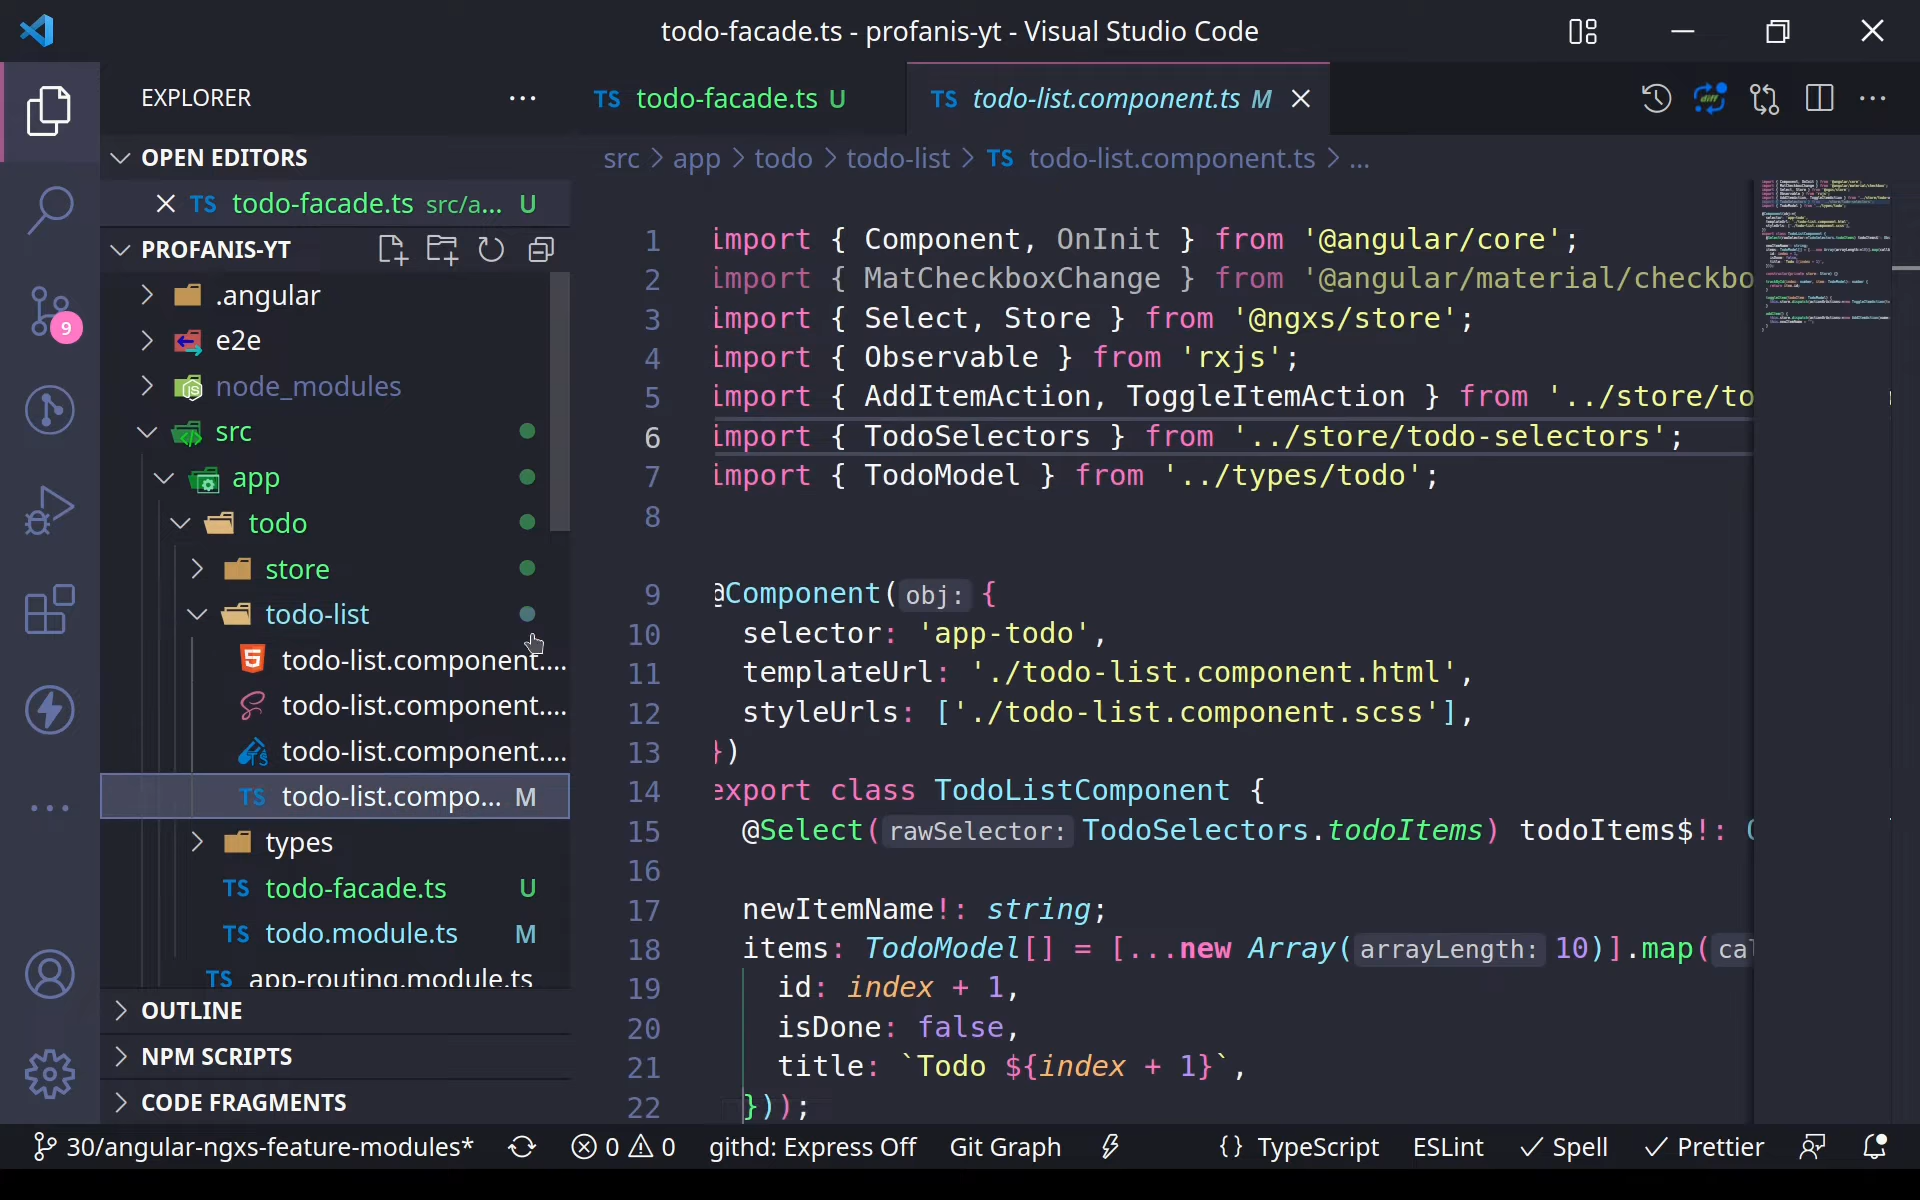 todo-facade.ts - profanis-yt - Visual Studio Code
EXPLORER
TS todo-facade.ts U
TS todo-list.component.ts M
diff
OPEN EDITORS
TS todo-facade.ts src/a... U
src > app > todo > todo-list > TS todo-list.component.ts > ...
PROFANIS-YT
.angular
e2e
node_modules
src
app
todo
store
todo-list
todo-list.component....
todo-list.component....
todo-list.component....
TS todo-list.compo... M
types
TS todo-facade.ts U
TS todo.module.ts M
TS app-routing.module.ts
OUTLINE
NPM SCRIPTS
CODE FRAGMENTS
9
1 import { Component, OnInit } from '@angular/core';
2 import { MatCheckboxChange } from '@angular/material/checkbo
3 import { Select, Store } from '@ngxs/store';
4 import { Observable } from 'rxjs';
5 import { AddItemAction, ToggleItemAction } from '../store/to
6 import { TodoSelectors } from '../store/todo-selectors';
7 import { TodoModel } from '../types/todo';
8
9 @Component( obj: {
10 selector: 'app-todo',
11 templateUrl: './todo-list.component.html',
12 styleUrls: ['./todo-list.component.scss'],
13 })
14 export class TodoListComponent {
15 @Select( rawSelector: TodoSelectors.todoItems) todoItems$!:
16
17 newItemName!: string;
18 items: TodoModel[] = [...new Array( arrayLength: 10)].map( cal
19 id: index + 1,
20 isDone: false,
21 title: `Todo ${index + 1}`,
22 }));
30/angular-ngxs-feature-modules* 0 0 githd: Express Off Git Graph {} TypeScript ESLint Spell Prettier